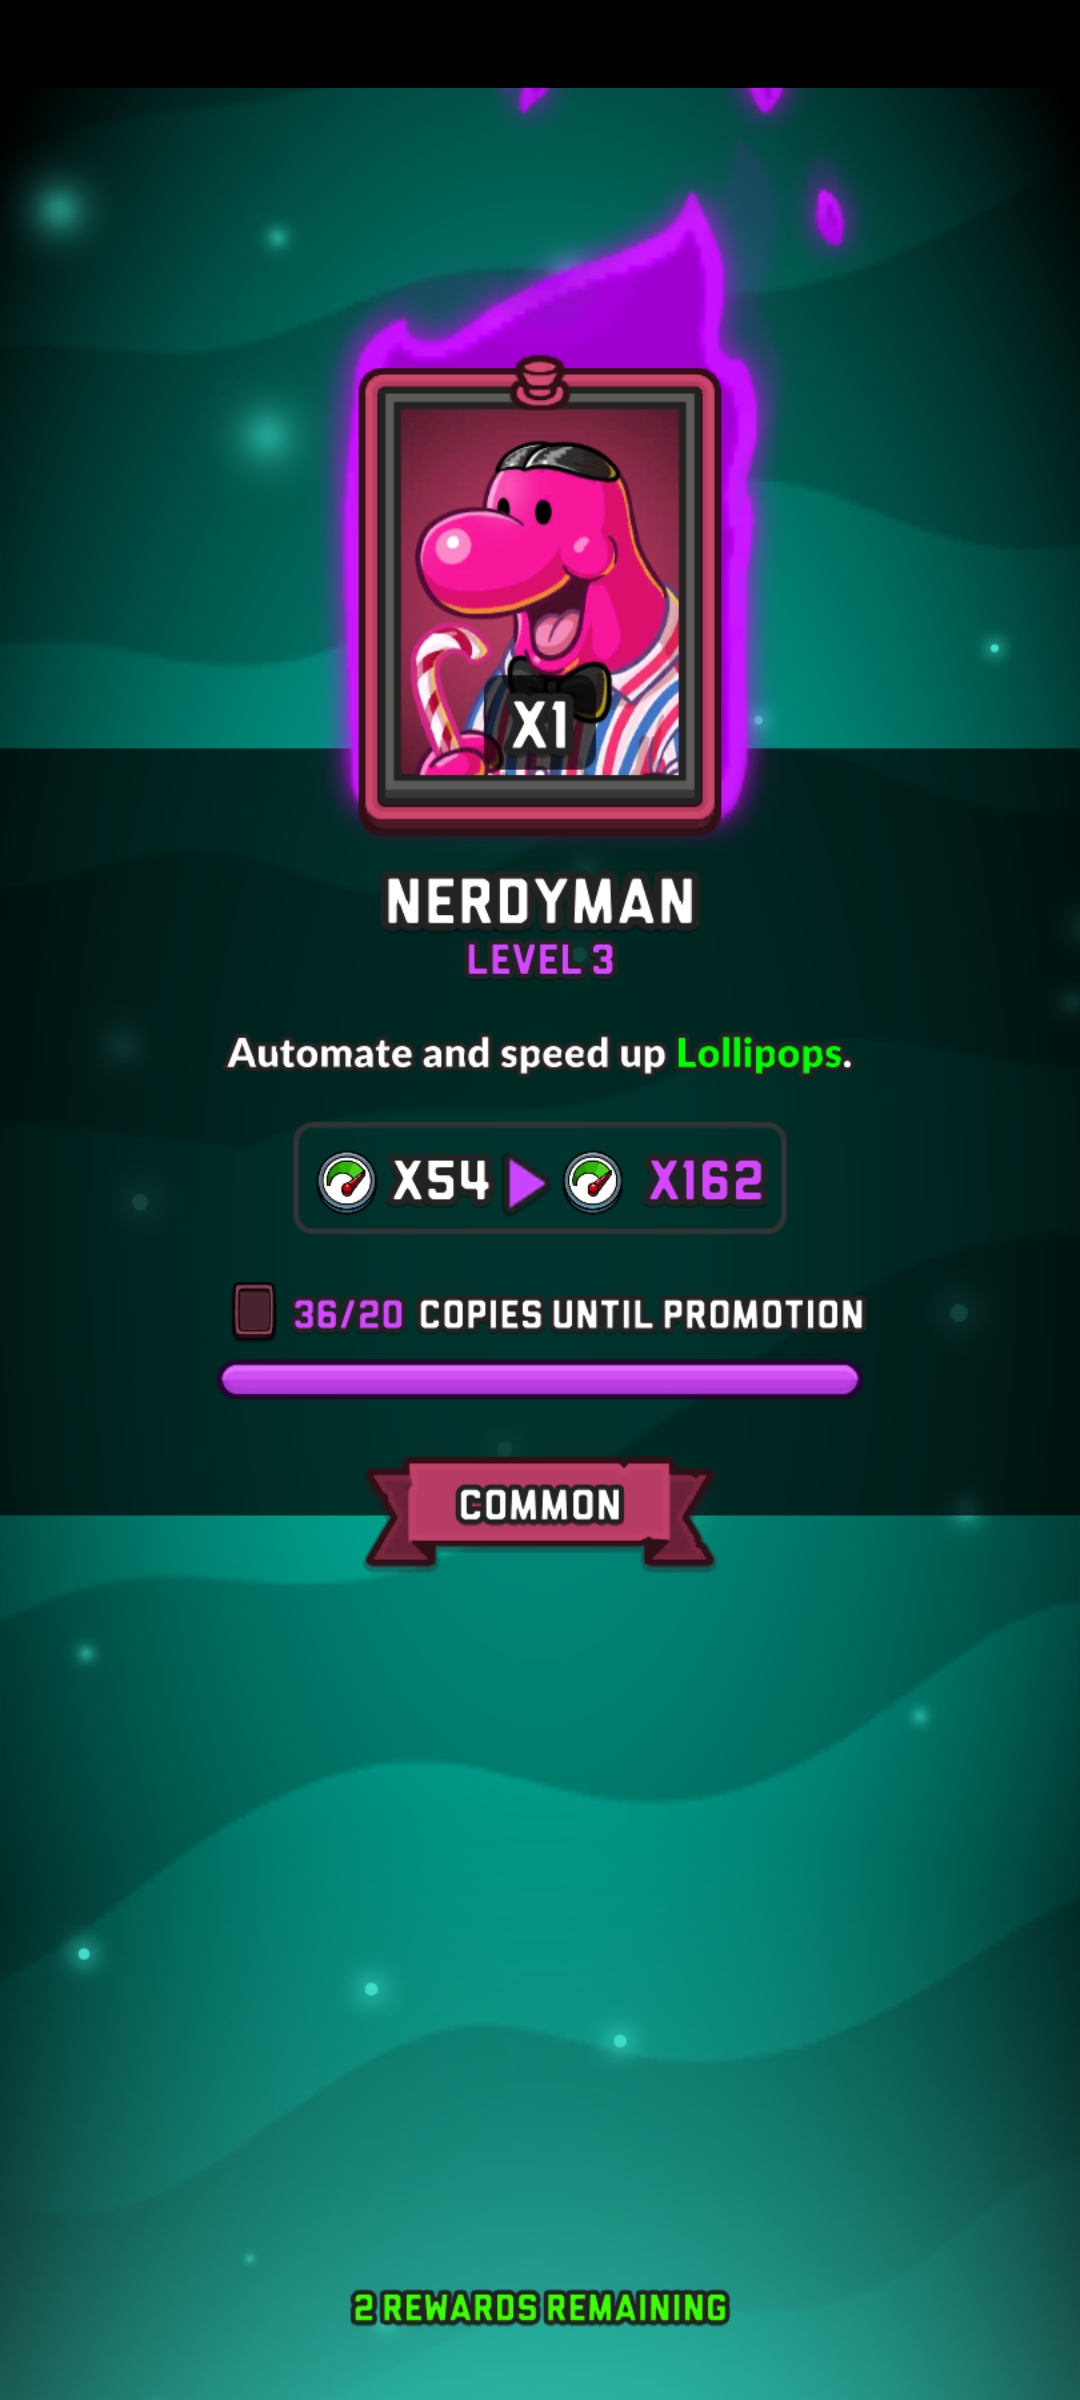 X1
NERDYMAN
LEVEL 3
Automate and speed up Lollipops.
X54 X162
36/20 COPIES UNTIL PROMOTION
COMMON
2 REWARDS REMAINING